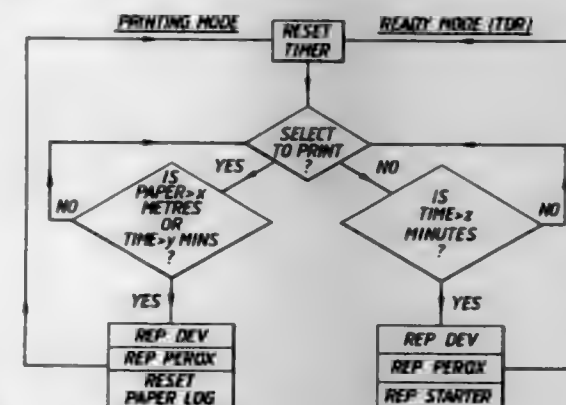 PRINTING MODE
RESET
TIMER
READY MODE (TDR)
SELECT
TO PRINT
?
YES
NO
IS
PAPER>x
METRES
OR
TIME>y MINS
?
NO
IS
TIME>z
MINUTES
?
NO
YES
YES
REP DEV
REP PEROX
RESET
PAPER LOG
REP DEV
REP PEROX
REP STARTER